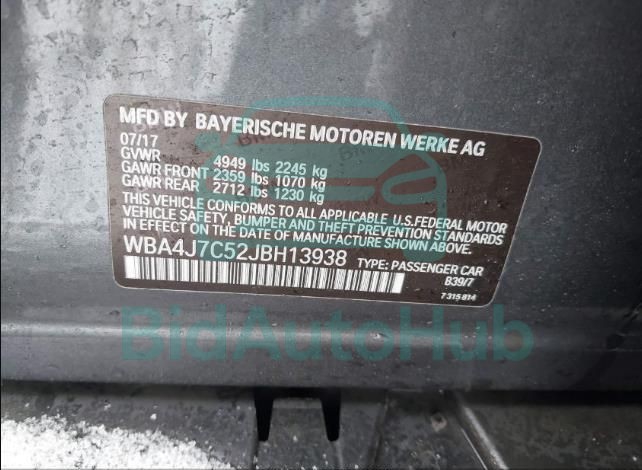 MFD BY BAYERISCHE MOTOREN WERKE AG
07/17
GVWR 4949 lbs 2245 kg
GAWR FRONT 2359 lbs 1070 kg
GAWR REAR 2712 lbs 1230 kg
THIS VEHICLE CONFORMS TO ALL APPLICABLE U.S.FEDERAL MOTOR
VEHICLE SAFETY, BUMPER AND THEFT PREVENTION STANDARDS
IN EFFECT ON THE DATE OF MANUFACTURE SHOWN ABOVE.
WBA4J7C52JBH13938 TYPE: PASSENGER CAR
B39/7
7 315 814
BidAutoHub